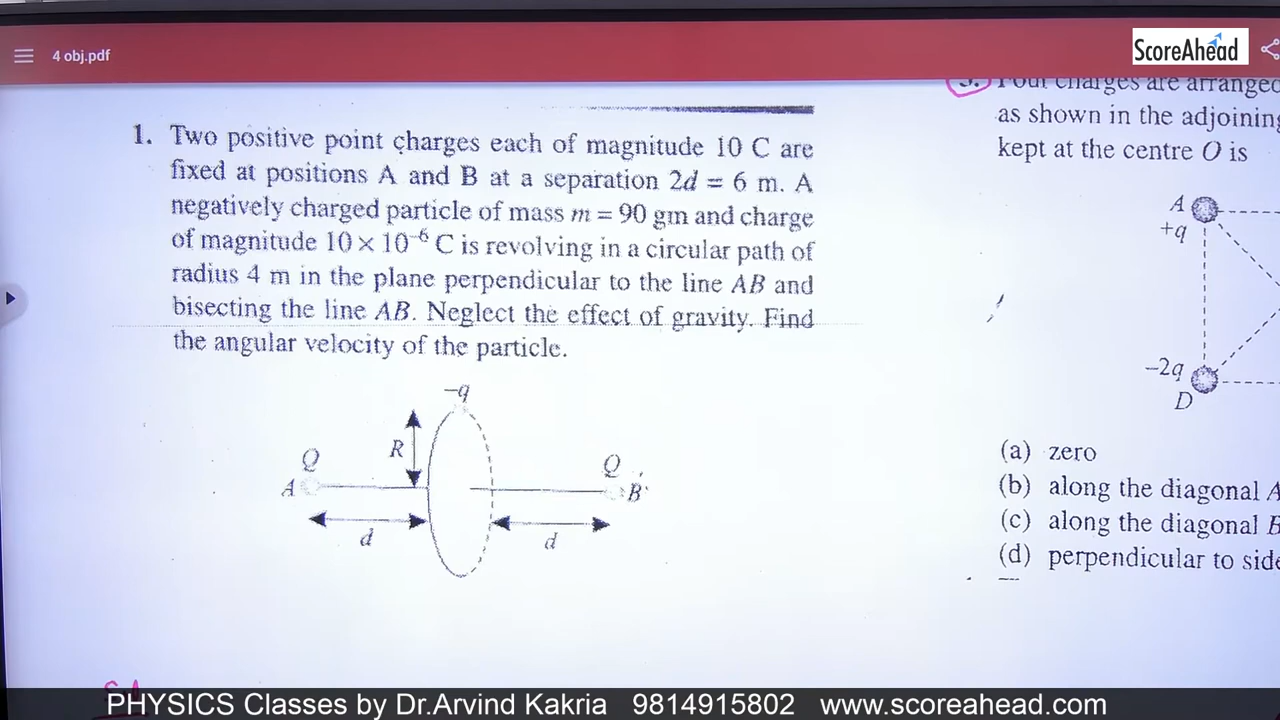 4 obj.pdf
ScoreAhead
1. Two positive point charges each of magnitude 10 C are
fixed at positions A and B at a separation 2d = 6 m. A
negatively charged particle of mass m = 90 gm and charge
of magnitude 10 × 10⁻⁶ C is revolving in a circular path of
radius 4 m in the plane perpendicular to the line AB and
bisecting the line AB. Neglect the effect of gravity. Find
the angular velocity of the particle.
-q
R
Q
Q
A
B
d
d
Four charges are arranged
as shown in the adjoining
kept at the centre O is
A
+q
-2q
D
(a) zero
(b) along the diagonal A
(c) along the diagonal B
(d) perpendicular to side
PHYSICS Classes by Dr.Arvind Kakria 9814915802 www.scoreahead.com